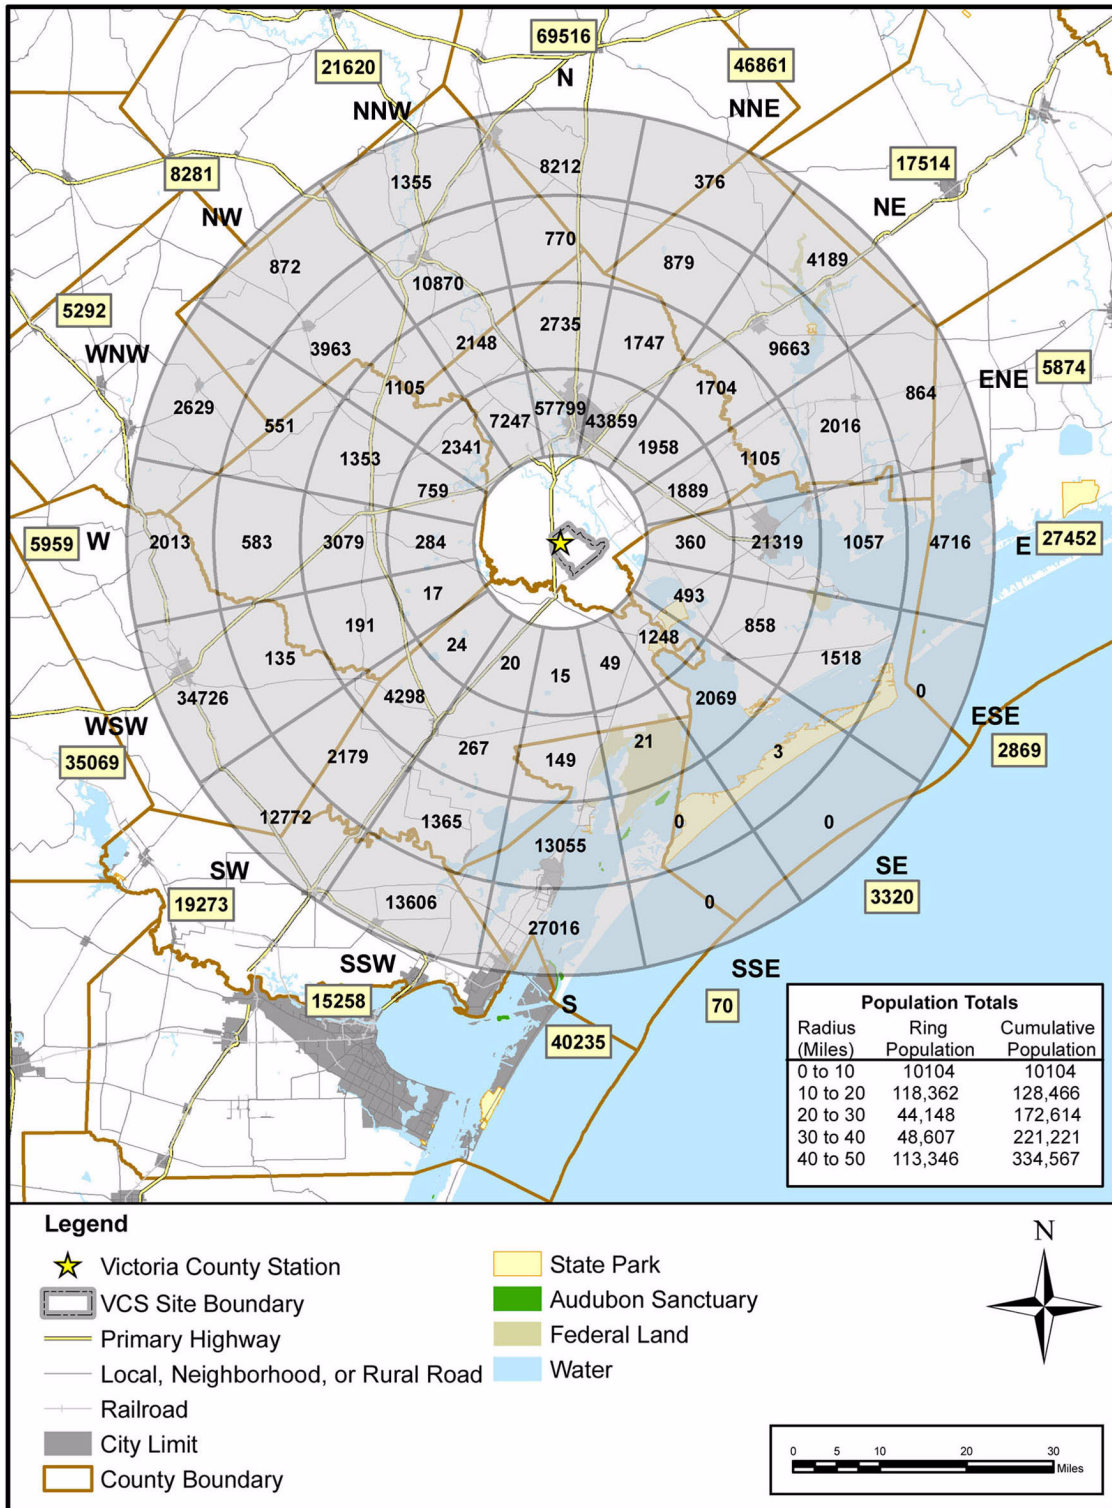 69516
21620
46861
N
NNW
NNE
8281
17514
8212
1355
376
NW
NE
770
872
879
4189
10870
5292
2735
2148
1747
9663
3963
WNW
1105
1704
ENE
5874
2629
864
551
7247
57799
43859
2016
2341
1958
1353
1105
759
1889
5959
W
2013
583
3079
284
360
21319
1057
4716
E
27452
17
493
191
858
24
1248
135
20
15
49
1518
34726
4298
2069
0
WSW
ESE
35069
2179
267
149
21
3
2869
12772
1365
0
0
13055
SW
SE
19273
13606
0
3320
27016
SSW
SSE
15258
S
70
40235
Population Totals
Radius Ring Cumulative
(Miles) Population Population
0 to 10 10104 10104
10 to 20 118,362 128,466
20 to 30 44,148 172,614
30 to 40 48,607 221,221
40 to 50 113,346 334,567
Legend
Victoria County Station
VCS Site Boundary
Primary Highway
Local, Neighborhood, or Rural Road
Railroad
City Limit
County Boundary
State Park
Audubon Sanctuary
Federal Land
Water
N
0 5 10 20 30
Miles